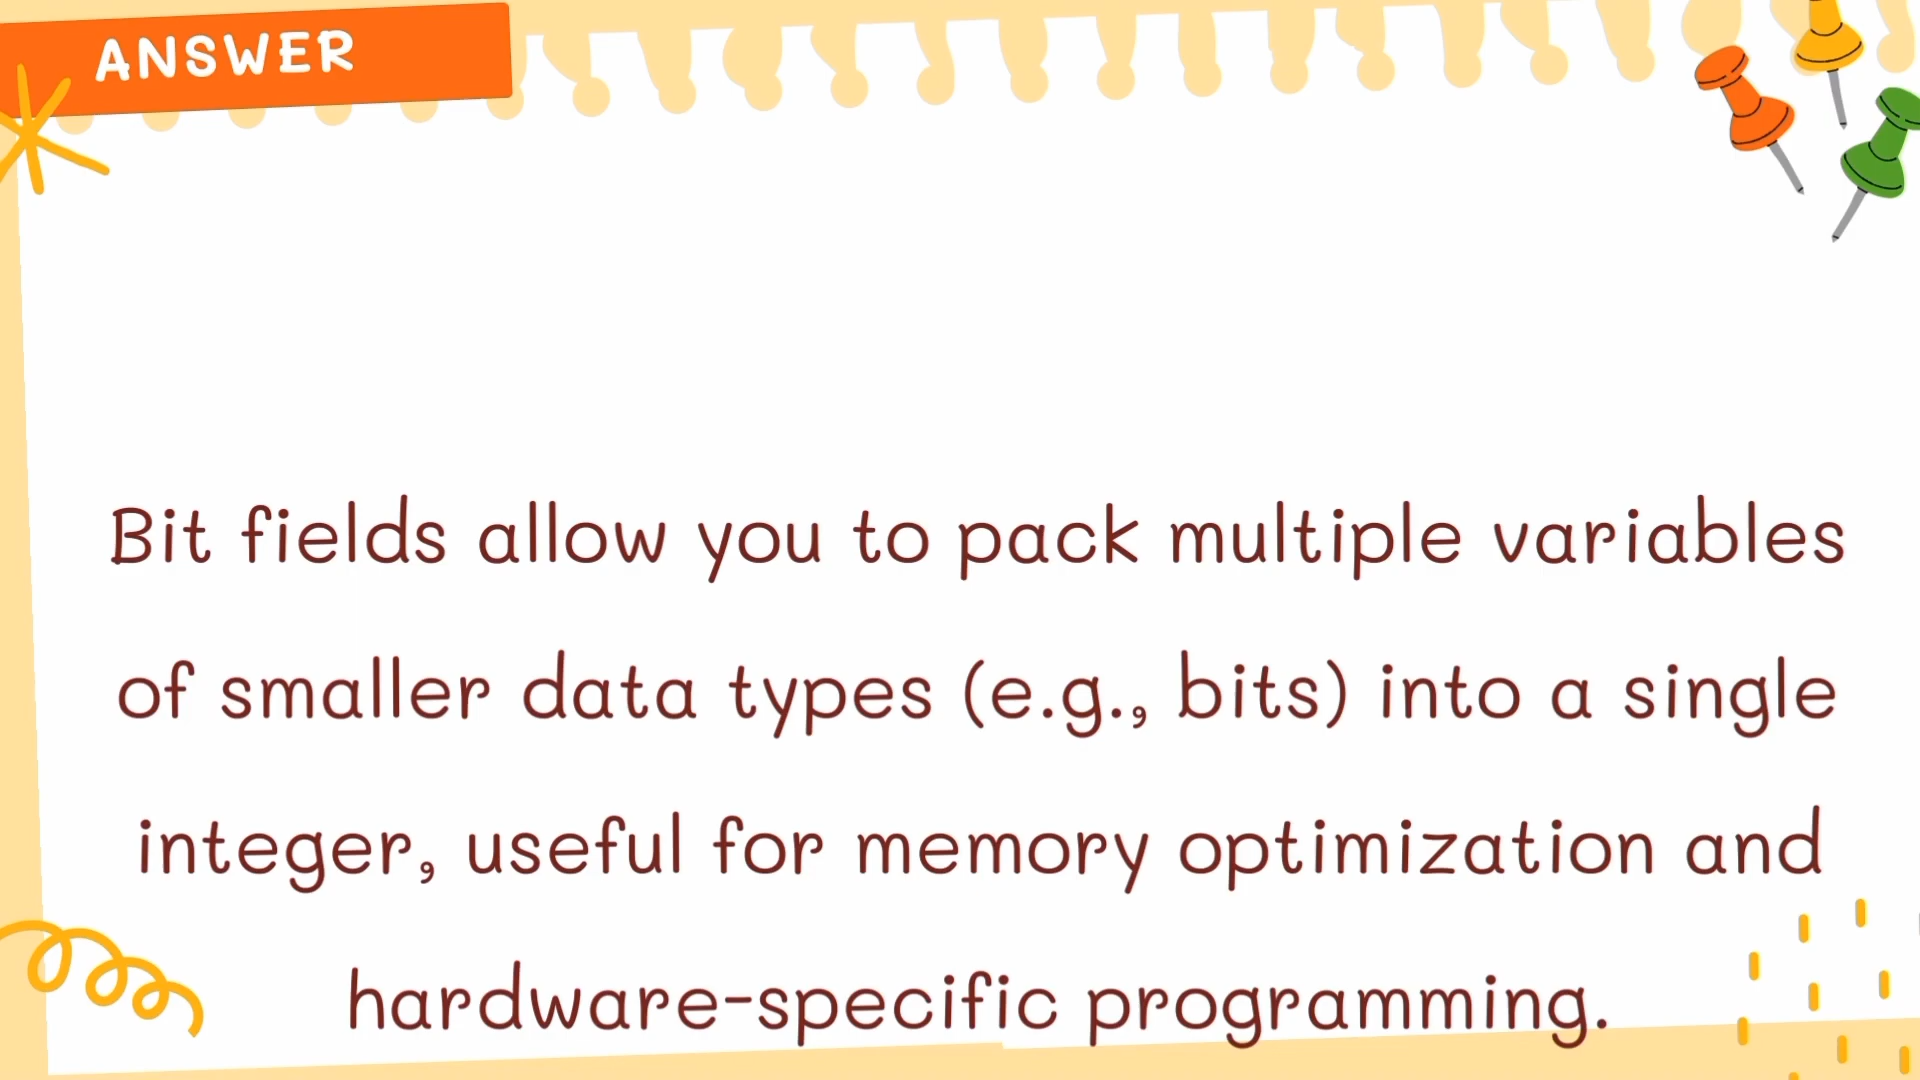 ANSWER
Bit fields allow you to pack multiple variables
of smaller data types (e.g., bits) into a single
integer, useful for memory optimization and
hardware-specific programming.